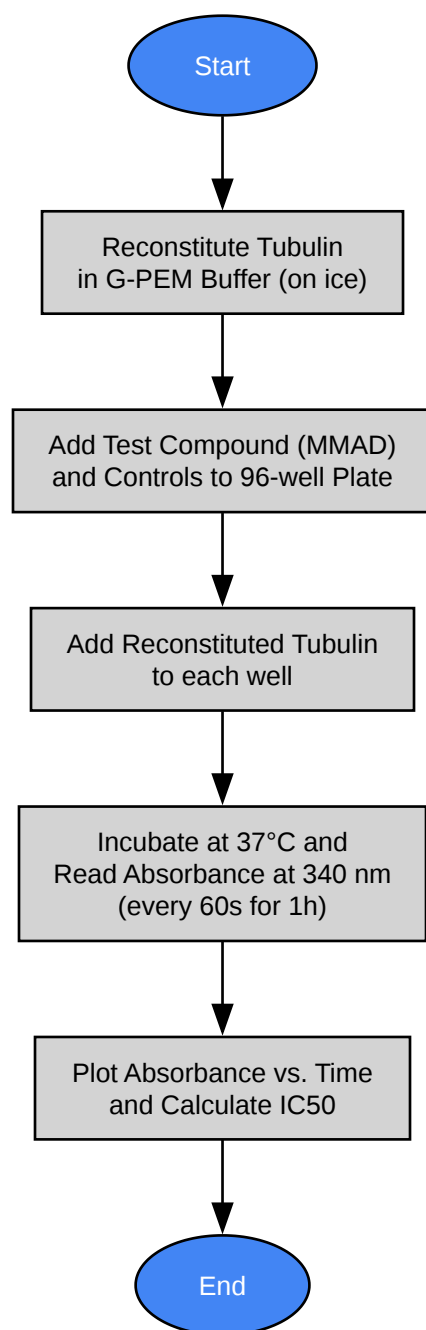 Start
Reconstitute Tubulin
in G-PEM Buffer (on ice)
Add Test Compound (MMAD)
and Controls to 96-well Plate
Add Reconstituted Tubulin
to each well
Incubate at 37°C and
Read Absorbance at 340 nm
(every 60s for 1h)
Plot Absorbance vs. Time
and Calculate IC50
End